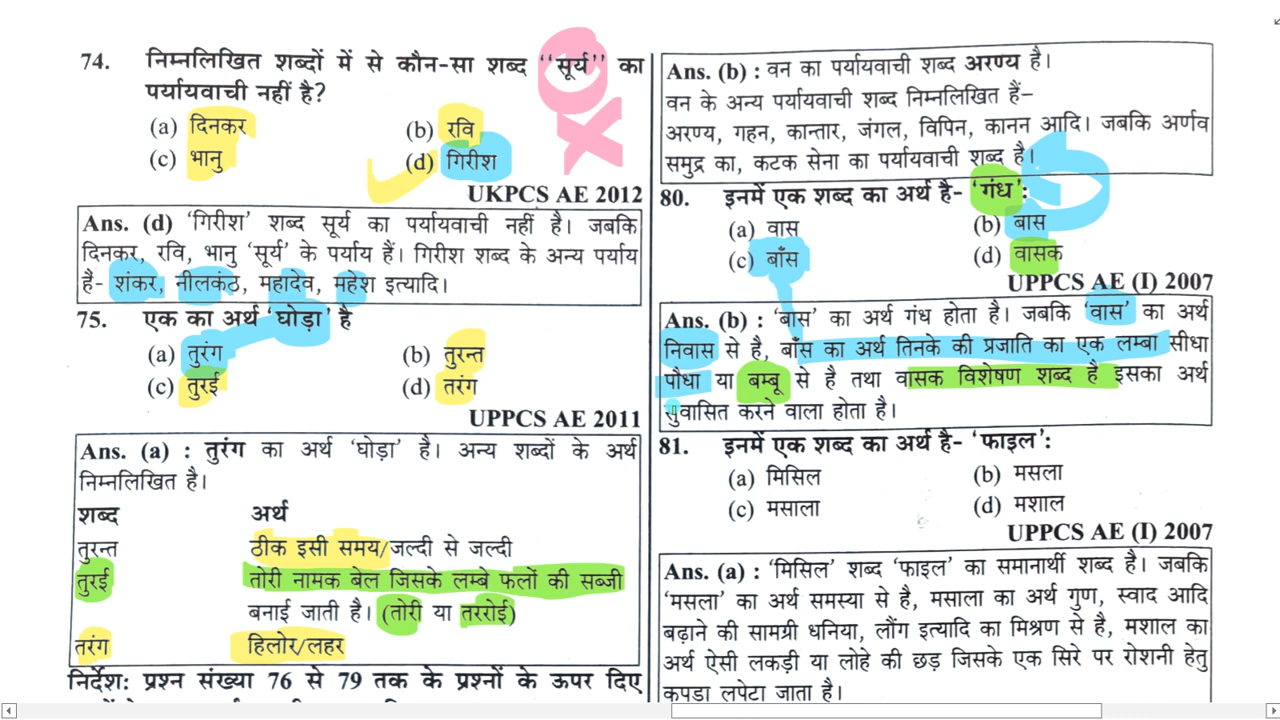 74. निम्नलिखित शब्दों में से कौन-सा शब्द ''सूर्य'' का
पर्यायवाची नहीं है?
(a) दिनकर (b) रवि
(c) भानु (d) गिरीश
UKPCS AE 2012
Ans. (d) 'गिरीश' शब्द सूर्य का पर्यायवाची नहीं है। जबकि
दिनकर, रवि, भानु 'सूर्य' के पर्याय हैं। गिरीश शब्द के अन्य पर्याय
है- शंकर, नीलकंठ, महादेव, महेश इत्यादि।
75. एक का अर्थ 'घोड़ा' है
(a) तुरंग (b) तुरन्त
(c) तुरई (d) तरंग
UPPCS AE 2011
Ans. (a) : तुरंग का अर्थ 'घोड़ा' है। अन्य शब्दों के अर्थ
निम्नलिखित है।
शब्द अर्थ
तुरन्त ठीक इसी समय/जल्दी से जल्दी
तुरई तोरी नामक बेल जिसके लम्बे फलों की सब्जी
बनाई जाती है। (तोरी या तररोई)
तरंग हिलोर/लहर
निर्देश: प्रश्न संख्या 76 से 79 तक के प्रश्नों के ऊपर दिए
Ans. (b) : वन का पर्यायवाची शब्द अरण्य है।
वन के अन्य पर्यायवाची शब्द निम्नलिखित हैं-
अरण्य, गहन, कान्तार, जंगल, विपिन, कानन आदि। जबकि अर्णव
समुद्र का, कटक सेना का पर्यायवाची शब्द है।
80. इनमें एक शब्द का अर्थ है- 'गंध':
(a) वास (b) बास
(c) बाँस (d) वासक
UPPCS AE (I) 2007
Ans. (b) : 'बास' का अर्थ गंध होता है। जबकि 'वास' का अर्थ
निवास से है, बाँस का अर्थ तिनके की प्रजाति का एक लम्बा सीधा
पौधा या बम्बू से है तथा वासक विशेषण शब्द है इसका अर्थ
सुवासित करने वाला होता है।
81. इनमें एक शब्द का अर्थ है- 'फाइल':
(a) मिसिल (b) मसला
(c) मसाला (d) मशाल
UPPCS AE (I) 2007
Ans. (a) : 'मिसिल' शब्द 'फाइल' का समानार्थी शब्द है। जबकि
'मसला' का अर्थ समस्या से है, मसाला का अर्थ गुण, स्वाद आदि
बढ़ाने की सामग्री धनिया, लौंग इत्यादि का मिश्रण से है, मशाल का
अर्थ ऐसी लकड़ी या लोहे की छड़ जिसके एक सिरे पर रोशनी हेतु
कपड़ा लपेटा जाता है।